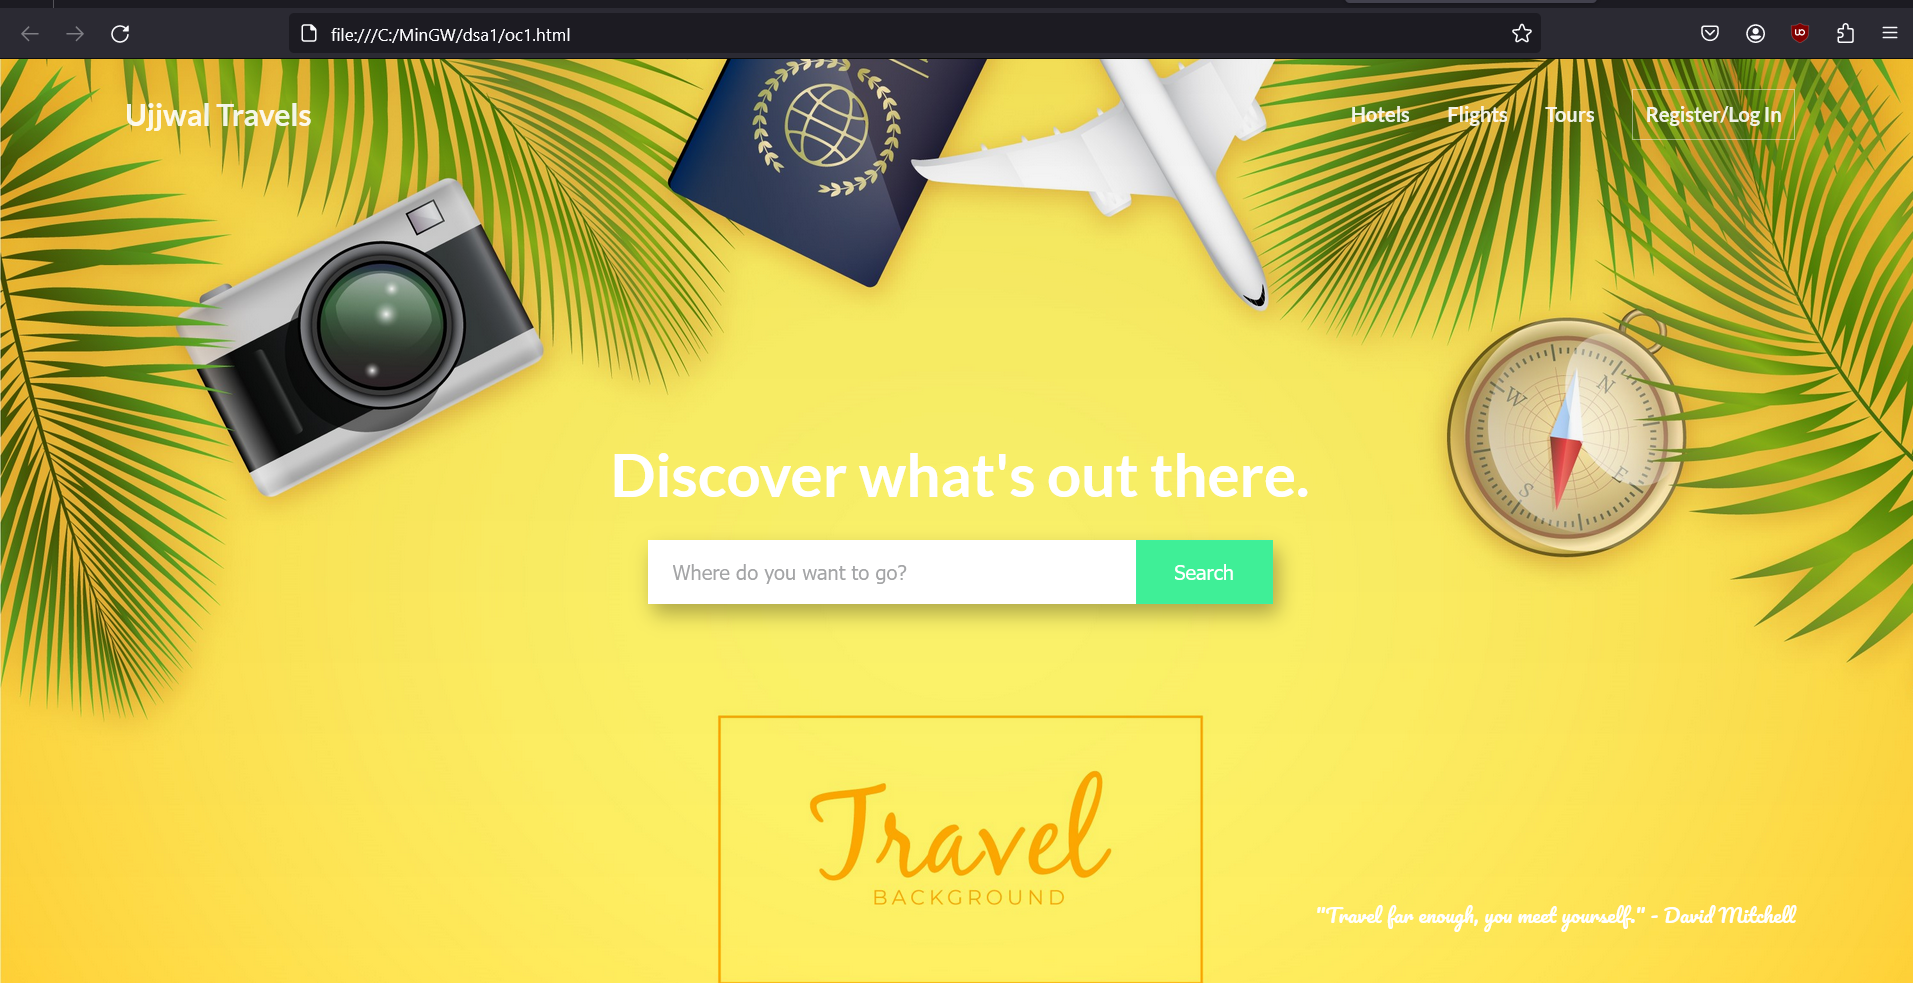 file:///C:/MinGW/dsa1/oc1.html
Ujjwal Travels
Hotels Flights Tours Register/Log In
N
W
E
S
Discover what's out there.
Where do you want to go? Search
Travel
BACKGROUND
"Travel far enough, you meet yourself." - David Mitchell